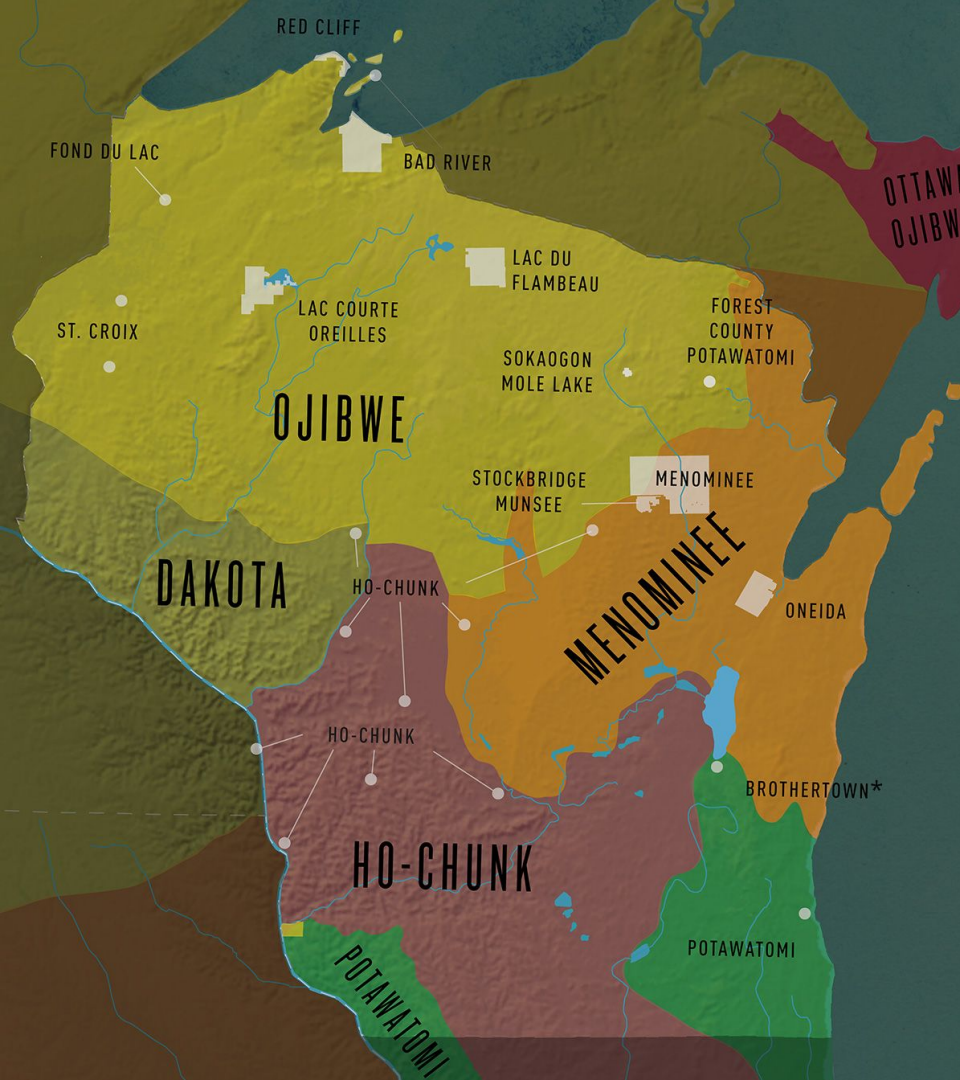 RED CLIFF
FOND DU LAC
BAD RIVER
OTTAWA
OJIBW
LAC DU
FLAMBEAU
LAC COURTE
OREILLES
ST. CROIX
FOREST
COUNTY
POTAWATOMI
SOKAOGON
MOLE LAKE
OJIBWE
STOCKBRIDGE
MUNSEE
MENOMINEE
DAKOTA
HO-CHUNK
MENOMINEE
ONEIDA
HO-CHUNK
BROTHERTOWN*
HO-CHUNK
POTAWATOMI
POTAWATOMI